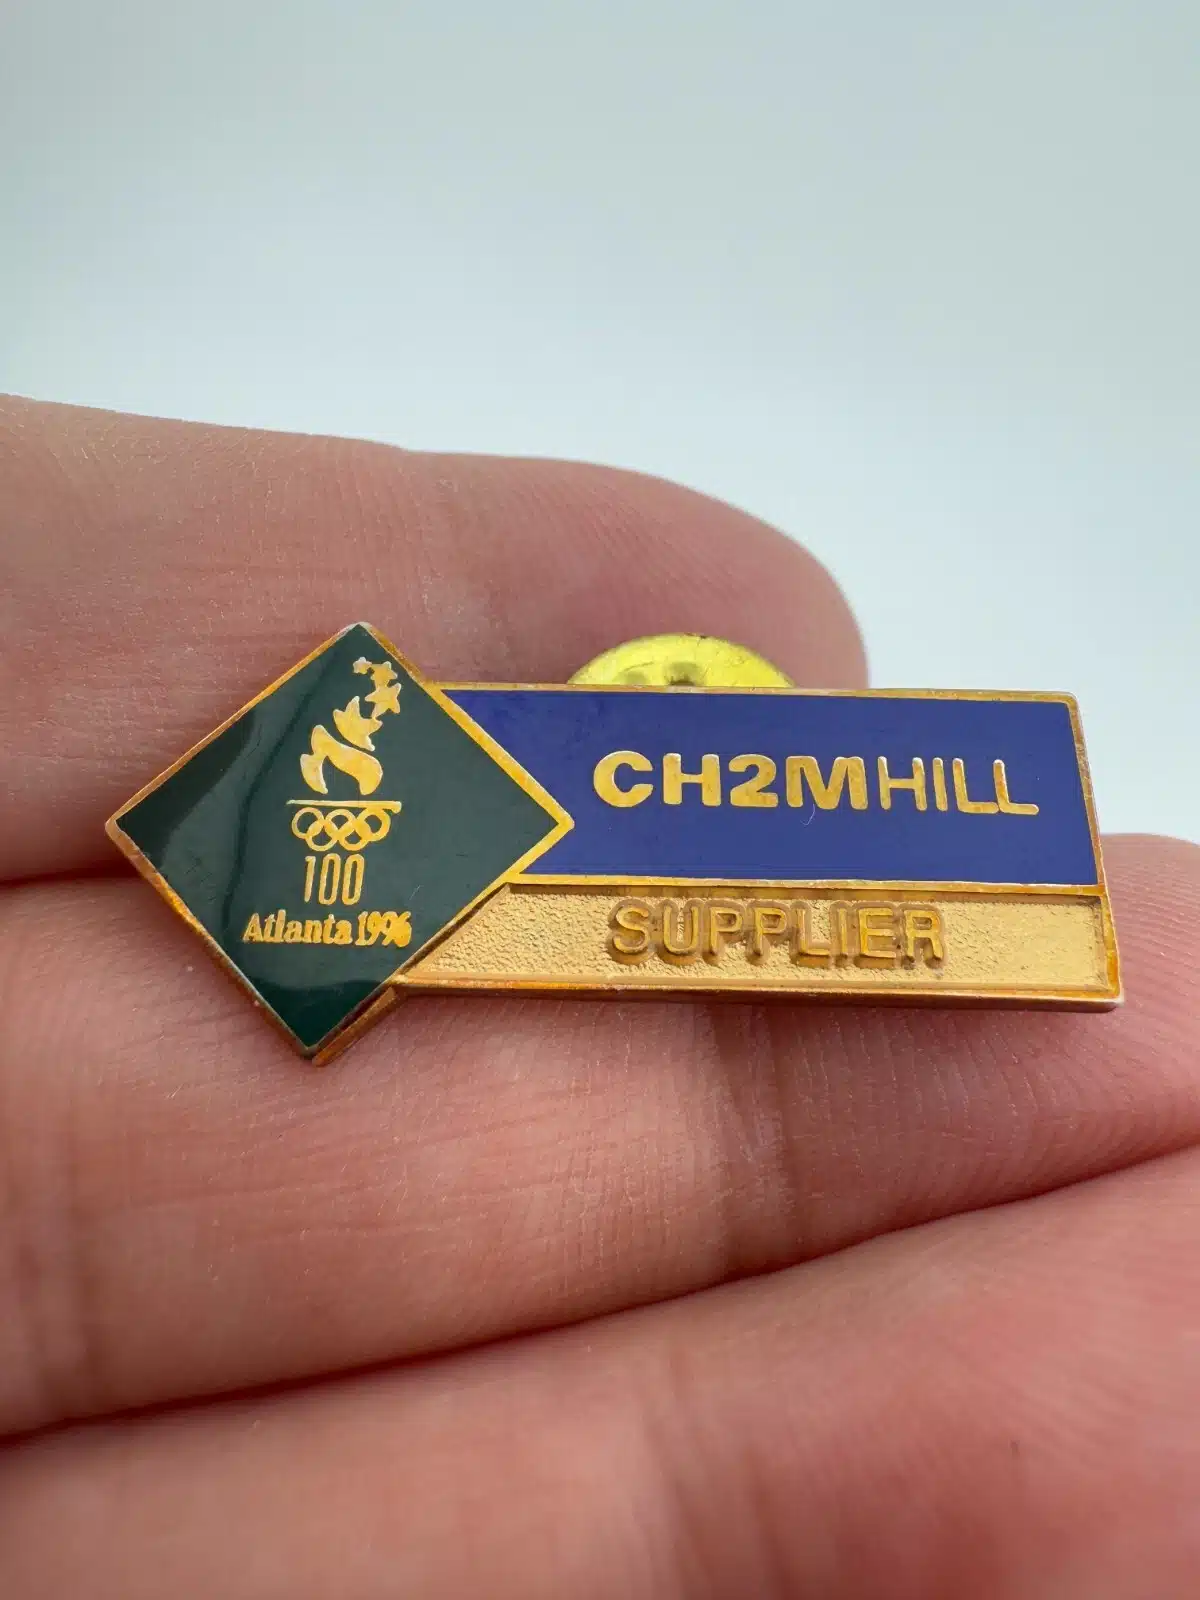 100
Atlanta 1996
CH2MHILL
SUPPLIER